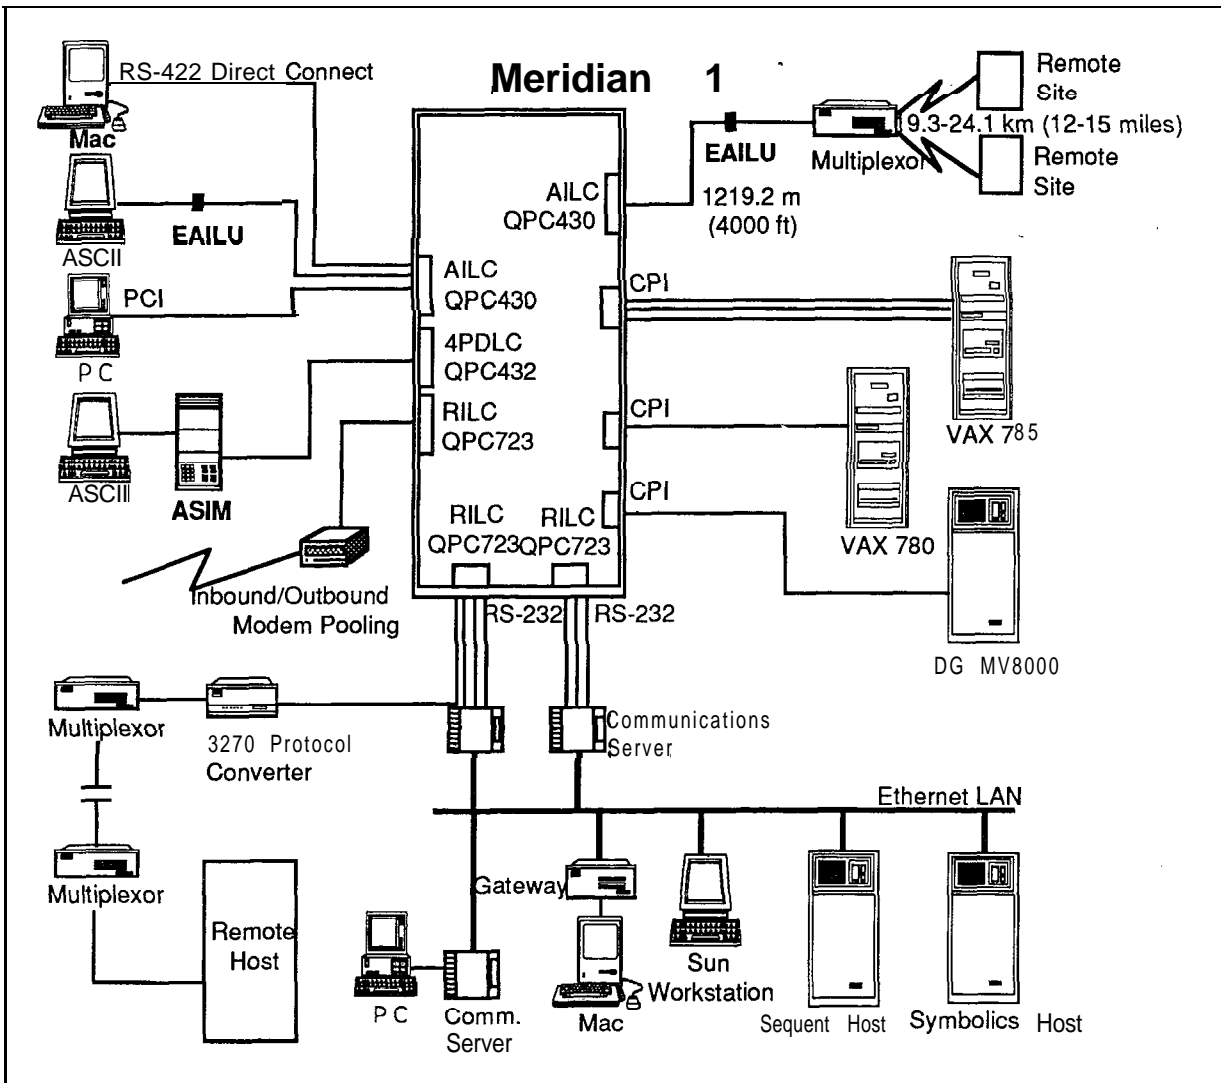 Meridian 1
RS-422 Direct Connect
Mac
ASCII
EAILU
PCI
PC
ASCII
ASIM
Inbound/Outbound
Modem Pooling
AILC
QPC430
4PDLC
QPC432
RILC
QPC723
RILC
QPC723
RILC
QPC723
AILC
QPC430
EAILU
1219.2 m
(4000 ft)
Multiplexor
Remote
Site
9.3-24.1 km (12-15 miles)
Remote
Site
CPI
VAX 785
CPI
VAX 780
CPI
DG MV8000
RS-232
RS-232
Multiplexor
3270 Protocol
Converter
Communications
Server
Ethernet LAN
Multiplexor
Remote
Host
PC
Comm.
Server
Gateway
Mac
Sun
Workstation
Sequent Host
Symbolics Host